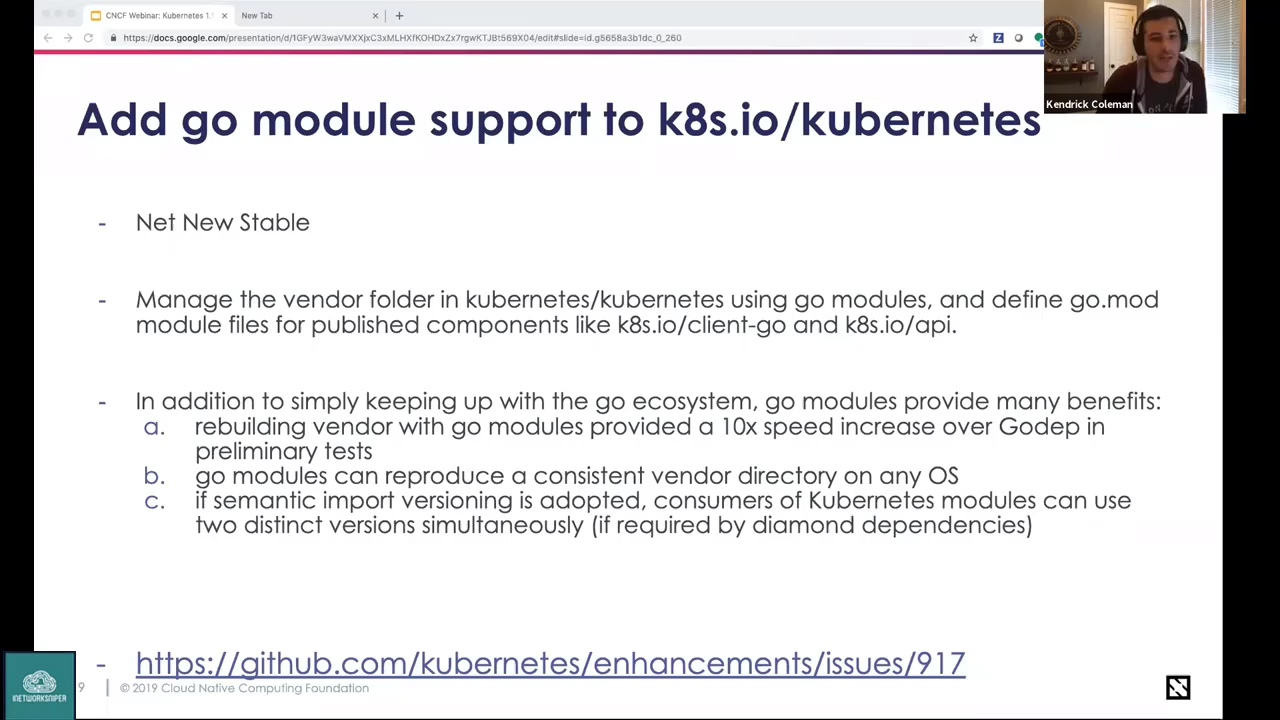 CNCF Webinar: Kubernetes 1.
New Tab
https://docs.google.com/presentation/d/1GFyW3waVMXXjxC3xMLHXfKOHDxZx7rgwKTJBt569X04/edit#slide=id.g5658a3b1dc_0_260
Z
Kendrick Coleman
Add go module support to k8s.io/kubernetes
- Net New Stable
- Manage the vendor folder in kubernetes/kubernetes using go modules, and define go.mod
module files for published components like k8s.io/client-go and k8s.io/api.
- In addition to simply keeping up with the go ecosystem, go modules provide many benefits:
a. rebuilding vendor with go modules provided a 10x speed increase over Godep in
preliminary tests
b. go modules can reproduce a consistent vendor directory on any OS
c. if semantic import versioning is adopted, consumers of Kubernetes modules can use
two distinct versions simultaneously (if required by diamond dependencies)
- https://github.com/kubernetes/enhancements/issues/917
9 | © 2019 Cloud Native Computing Foundation
INETWORKSNIPER